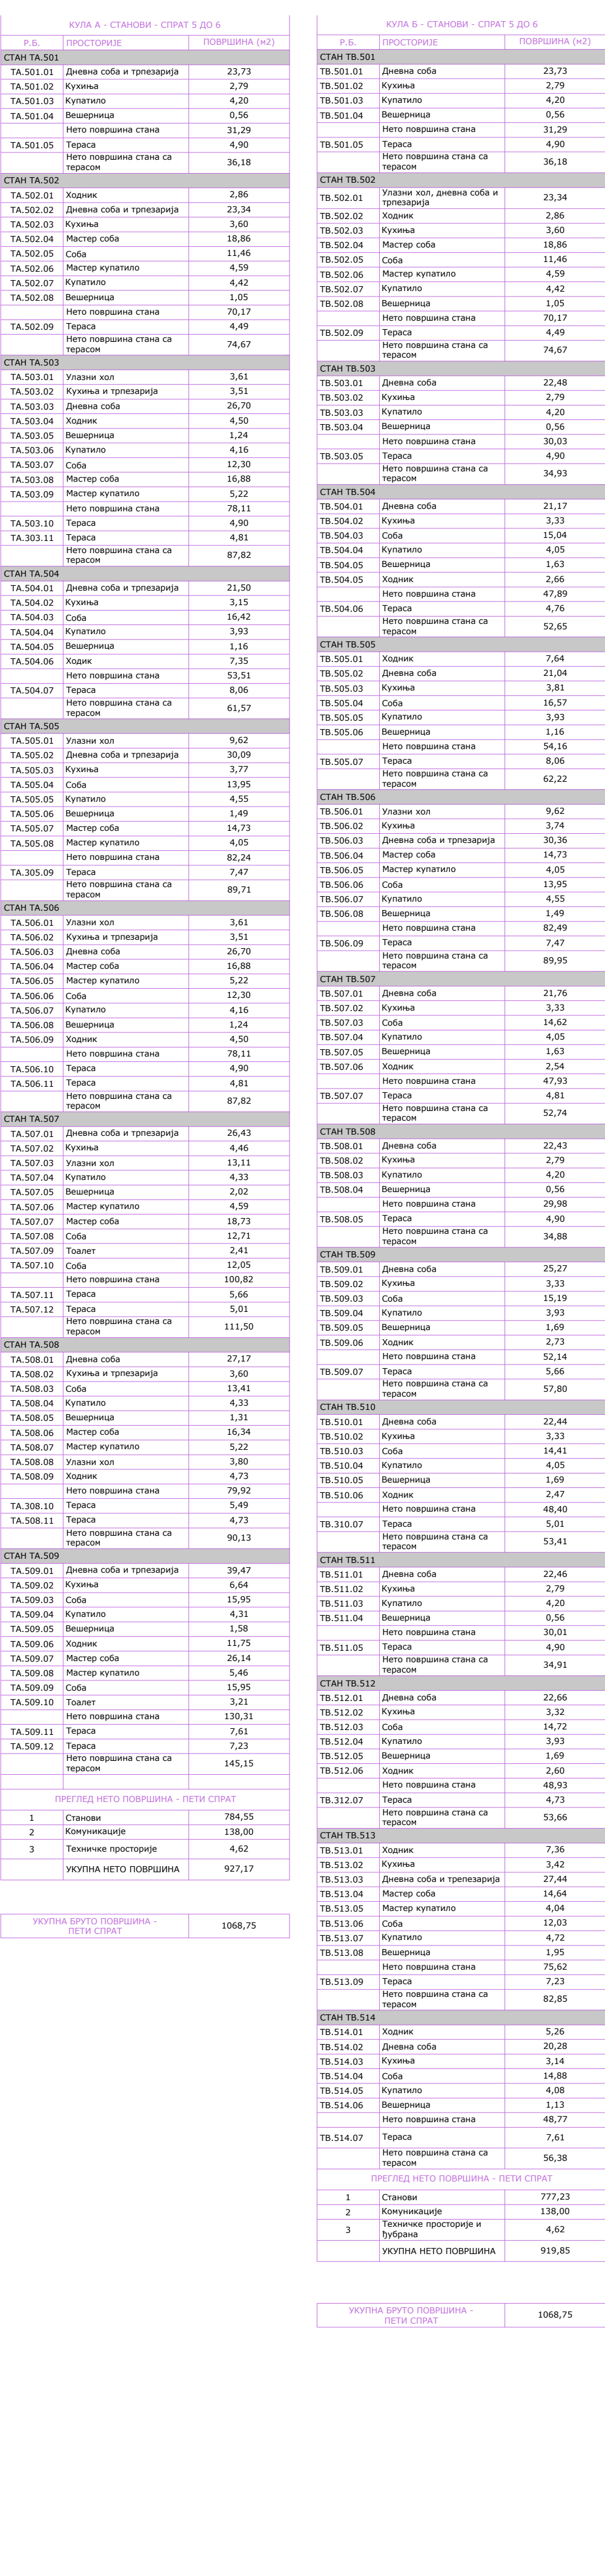 КУЛА А - СТАНОВИ - СПРАТ 5 ДО 6
Р.Б. ПРОСТОРИЈЕ ПОВРШИНА (м2)
СТАН ТА.501
ТА.501.01 Дневна соба и трпезарија 23,73
ТА.501.02 Кухиња 2,79
ТА.501.03 Купатило 4,20
ТА.501.04 Вешерница 0,56
Нето површина стана 31,29
ТА.501.05 Тераса 4,90
Нето површина стана са
терасом 36,18
СТАН ТА.502
ТА.502.01 Ходник 2,86
ТА.502.02 Дневна соба и трпезарија 23,34
ТА.502.03 Кухиња 3,60
ТА.502.04 Мастер соба 18,86
ТА.502.05 Соба 11,46
ТА.502.06 Мастер купатило 4,59
ТА.502.07 Купатило 4,42
ТА.502.08 Вешерница 1,05
Нето површина стана 70,17
ТА.502.09 Тераса 4,49
Нето површина стана са
терасом 74,67
СТАН ТА.503
ТА.503.01 Улазни хол 3,61
ТА.503.02 Кухиња и трпезарија 3,51
ТА.503.03 Дневна соба 26,70
ТА.503.04 Ходник 4,50
ТА.503.05 Вешерница 1,24
ТА.503.06 Купатило 4,16
ТА.503.07 Соба 12,30
ТА.503.08 Мастер соба 16,88
ТА.503.09 Мастер купатило 5,22
Нето површина стана 78,11
ТА.503.10 Тераса 4,90
ТА.303.11 Тераса 4,81
Нето површина стана са
терасом 87,82
СТАН ТА.504
ТА.504.01 Дневна соба и трпезарија 21,50
ТА.504.02 Кухиња 3,15
ТА.504.03 Соба 16,42
ТА.504.04 Купатило 3,93
ТА.504.05 Вешерница 1,16
ТА.504.06 Ходик 7,35
Нето површина стана 53,51
ТА.504.07 Тераса 8,06
Нето површина стана са
терасом 61,57
СТАН ТА.505
ТА.505.01 Улазни хол 9,62
ТА.505.02 Дневна соба и трпезарија 30,09
ТА.505.03 Кухиња 3,77
ТА.505.04 Соба 13,95
ТА.505.05 Купатило 4,55
ТА.505.06 Вешерница 1,49
ТА.505.07 Мастер соба 14,73
ТА.505.08 Мастер купатило 4,05
Нето површина стана 82,24
ТА.305.09 Тераса 7,47
Нето површина стана са
терасом 89,71
СТАН ТА.506
ТА.506.01 Улазни хол 3,61
ТА.506.02 Кухиња и трпезарија 3,51
ТА.506.03 Дневна соба 26,70
ТА.506.04 Мастер соба 16,88
ТА.506.05 Мастер купатило 5,22
ТА.506.06 Соба 12,30
ТА.506.07 Купатило 4,16
ТА.506.08 Вешерница 1,24
ТА.506.09 Ходник 4,50
Нето површина стана 78,11
ТА.506.10 Тераса 4,90
ТА.506.11 Тераса 4,81
Нето површина стана са
терасом 87,82
СТАН ТА.507
ТА.507.01 Дневна соба и трпезарија 26,43
ТА.507.02 Кухиња 4,46
ТА.507.03 Улазни хол 13,11
ТА.507.04 Купатило 4,33
ТА.507.05 Вешерница 2,02
ТА.507.06 Мастер купатило 4,59
ТА.507.07 Мастер соба 18,73
ТА.507.08 Соба 12,71
ТА.507.09 Тоалет 2,41
ТА.507.10 Соба 12,05
Нето површина стана 100,82
ТА.507.11 Тераса 5,66
ТА.507.12 Тераса 5,01
Нето површина стана са
терасом 111,50
СТАН ТА.508
ТА.508.01 Дневна соба 27,17
ТА.508.02 Кухиња и трпезарија 3,60
ТА.508.03 Соба 13,41
ТА.508.04 Купатило 4,33
ТА.508.05 Вешерница 1,31
ТА.508.06 Мастер соба 16,34
ТА.508.07 Мастер купатило 5,22
ТА.508.08 Улазни хол 3,80
ТА.508.09 Ходник 4,73
Нето површина стана 79,92
ТА.308.10 Тераса 5,49
ТА.508.11 Тераса 4,73
Нето површина стана са
терасом 90,13
СТАН ТА.509
ТА.509.01 Дневна соба и трпезарија 39,47
ТА.509.02 Кухиња 6,64
ТА.509.03 Соба 15,95
ТА.509.04 Купатило 4,31
ТА.509.05 Вешерница 1,58
ТА.509.06 Ходник 11,75
ТА.509.07 Мастер соба 26,14
ТА.509.08 Мастер купатило 5,46
ТА.509.09 Соба 15,95
ТА.509.10 Тоалет 3,21
Нето површина стана 130,31
ТА.509.11 Тераса 7,61
ТА.509.12 Тераса 7,23
Нето површина стана са
терасом 145,15
ПРЕГЛЕД НЕТО ПОВРШИНА - ПЕТИ СПРАТ
1 Станови 784,55
2 Комуникације 138,00
3 Техничке просторије 4,62
УКУПНА НЕТО ПОВРШИНА 927,17
УКУПНА БРУТО ПОВРШИНА -
ПЕТИ СПРАТ 1068,75
КУЛА Б - СТАНОВИ - СПРАТ 5 ДО 6
Р.Б. ПРОСТОРИЈЕ ПОВРШИНА (м2)
СТАН ТВ.501
ТВ.501.01 Дневна соба 23,73
ТВ.501.02 Кухиња 2,79
ТВ.501.03 Купатило 4,20
ТВ.501.04 Вешерница 0,56
Нето површина стана 31,29
ТВ.501.05 Тераса 4,90
Нето површина стана са
терасом 36,18
СТАН ТВ.502
ТВ.502.01 Улазни хол, дневна соба и
трпезарија 23,34
ТВ.502.02 Ходник 2,86
ТВ.502.03 Кухиња 3,60
ТВ.502.04 Мастер соба 18,86
ТВ.502.05 Соба 11,46
ТВ.502.06 Мастер купатило 4,59
ТВ.502.07 Купатило 4,42
ТВ.502.08 Вешерница 1,05
Нето површина стана 70,17
ТВ.502.09 Тераса 4,49
Нето површина стана са
терасом 74,67
СТАН ТВ.503
ТВ.503.01 Дневна соба 22,48
ТВ.503.02 Кухиња 2,79
ТВ.503.03 Купатило 4,20
ТВ.503.04 Вешерница 0,56
Нето површина стана 30,03
ТВ.503.05 Тераса 4,90
Нето површина стана са
терасом 34,93
СТАН ТВ.504
ТВ.504.01 Дневна соба 21,17
ТВ.504.02 Кухиња 3,33
ТВ.504.03 Соба 15,04
ТВ.504.04 Купатило 4,05
ТВ.504.05 Вешерница 1,63
ТВ.504.05 Ходник 2,66
Нето површина стана 47,89
ТВ.504.06 Тераса 4,76
Нето површина стана са
терасом 52,65
СТАН ТВ.505
ТВ.505.01 Ходник 7,64
ТВ.505.02 Дневна соба 21,04
ТВ.505.03 Кухиња 3,81
ТВ.505.04 Соба 16,57
ТВ.505.05 Купатило 3,93
ТВ.505.06 Вешерница 1,16
Нето површина стана 54,16
ТВ.505.07 Тераса 8,06
Нето површина стана са
терасом 62,22
СТАН ТВ.506
ТВ.506.01 Улазни хол 9,62
ТВ.506.02 Кухиња 3,74
ТВ.506.03 Дневна соба и трпезарија 30,36
ТВ.506.04 Мастер соба 14,73
ТВ.506.05 Мастер купатило 4,05
ТВ.506.06 Соба 13,95
ТВ.506.07 Купатило 4,55
ТВ.506.08 Вешерница 1,49
Нето површина стана 82,49
ТВ.506.09 Тераса 7,47
Нето површина стана са
терасом 89,95
СТАН ТВ.507
ТВ.507.01 Дневна соба 21,76
ТВ.507.02 Кухиња 3,33
ТВ.507.03 Соба 14,62
ТВ.507.04 Купатило 4,05
ТВ.507.05 Вешерница 1,63
ТВ.507.06 Ходник 2,54
Нето површина стана 47,93
ТВ.507.07 Тераса 4,81
Нето површина стана са
терасом 52,74
СТАН ТВ.508
ТВ.508.01 Дневна соба 22,43
ТВ.508.02 Кухиња 2,79
ТВ.508.03 Купатило 4,20
ТВ.508.04 Вешерница 0,56
Нето површина стана 29,98
ТВ.508.05 Тераса 4,90
Нето површина стана са
терасом 34,88
СТАН ТВ.509
ТВ.509.01 Дневна соба 25,27
ТВ.509.02 Кухиња 3,33
ТВ.509.03 Соба 15,19
ТВ.509.04 Купатило 3,93
ТВ.509.05 Вешерница 1,69
ТВ.509.06 Ходник 2,73
Нето површина стана 52,14
ТВ.509.07 Тераса 5,66
Нето површина стана са
терасом 57,80
СТАН ТВ.510
ТВ.510.01 Дневна соба 22,44
ТВ.510.02 Кухиња 3,33
ТВ.510.03 Соба 14,41
ТВ.510.04 Купатило 4,05
ТВ.510.05 Вешерница 1,69
ТВ.510.06 Ходник 2,47
Нето површина стана 48,40
ТВ.310.07 Тераса 5,01
Нето површина стана са
терасом 53,41
СТАН ТВ.511
ТВ.511.01 Дневна соба 22,46
ТВ.511.02 Кухиња 2,79
ТВ.511.03 Купатило 4,20
ТВ.511.04 Вешерница 0,56
Нето површина стана 30,01
ТВ.511.05 Тераса 4,90
Нето површина стана са
терасом 34,91
СТАН ТВ.512
ТВ.512.01 Дневна соба 22,66
ТВ.512.02 Кухиња 3,32
ТВ.512.03 Соба 14,72
ТВ.512.04 Купатило 3,93
ТВ.512.05 Вешерница 1,69
ТВ.512.06 Ходник 2,60
Нето површина стана 48,93
ТВ.312.07 Тераса 4,73
Нето површина стана са
терасом 53,66
СТАН ТВ.513
ТВ.513.01 Ходник 7,36
ТВ.513.02 Кухиња 3,42
ТВ.513.03 Дневна соба и трепезарија 27,44
ТВ.513.04 Мастер соба 14,64
ТВ.513.05 Мастер купатило 4,04
ТВ.513.06 Соба 12,03
ТВ.513.07 Купатило 4,72
ТВ.513.08 Вешерница 1,95
Нето површина стана 75,62
ТВ.513.09 Тераса 7,23
Нето површина стана са
терасом 82,85
СТАН ТВ.514
ТВ.514.01 Ходник 5,26
ТВ.514.02 Дневна соба 20,28
ТВ.514.03 Кухиња 3,14
ТВ.514.04 Соба 14,88
ТВ.514.05 Купатило 4,08
ТВ.514.06 Вешерница 1,13
Нето површина стана 48,77
ТВ.514.07 Тераса 7,61
Нето површина стана са
терасом 56,38
ПРЕГЛЕД НЕТО ПОВРШИНА - ПЕТИ СПРАТ
1 Станови 777,23
2 Комуникације 138,00
3 Техничке просторије и
ђубрана 4,62
УКУПНА НЕТО ПОВРШИНА 919,85
УКУПНА БРУТО ПОВРШИНА -
ПЕТИ СПРАТ 1068,75